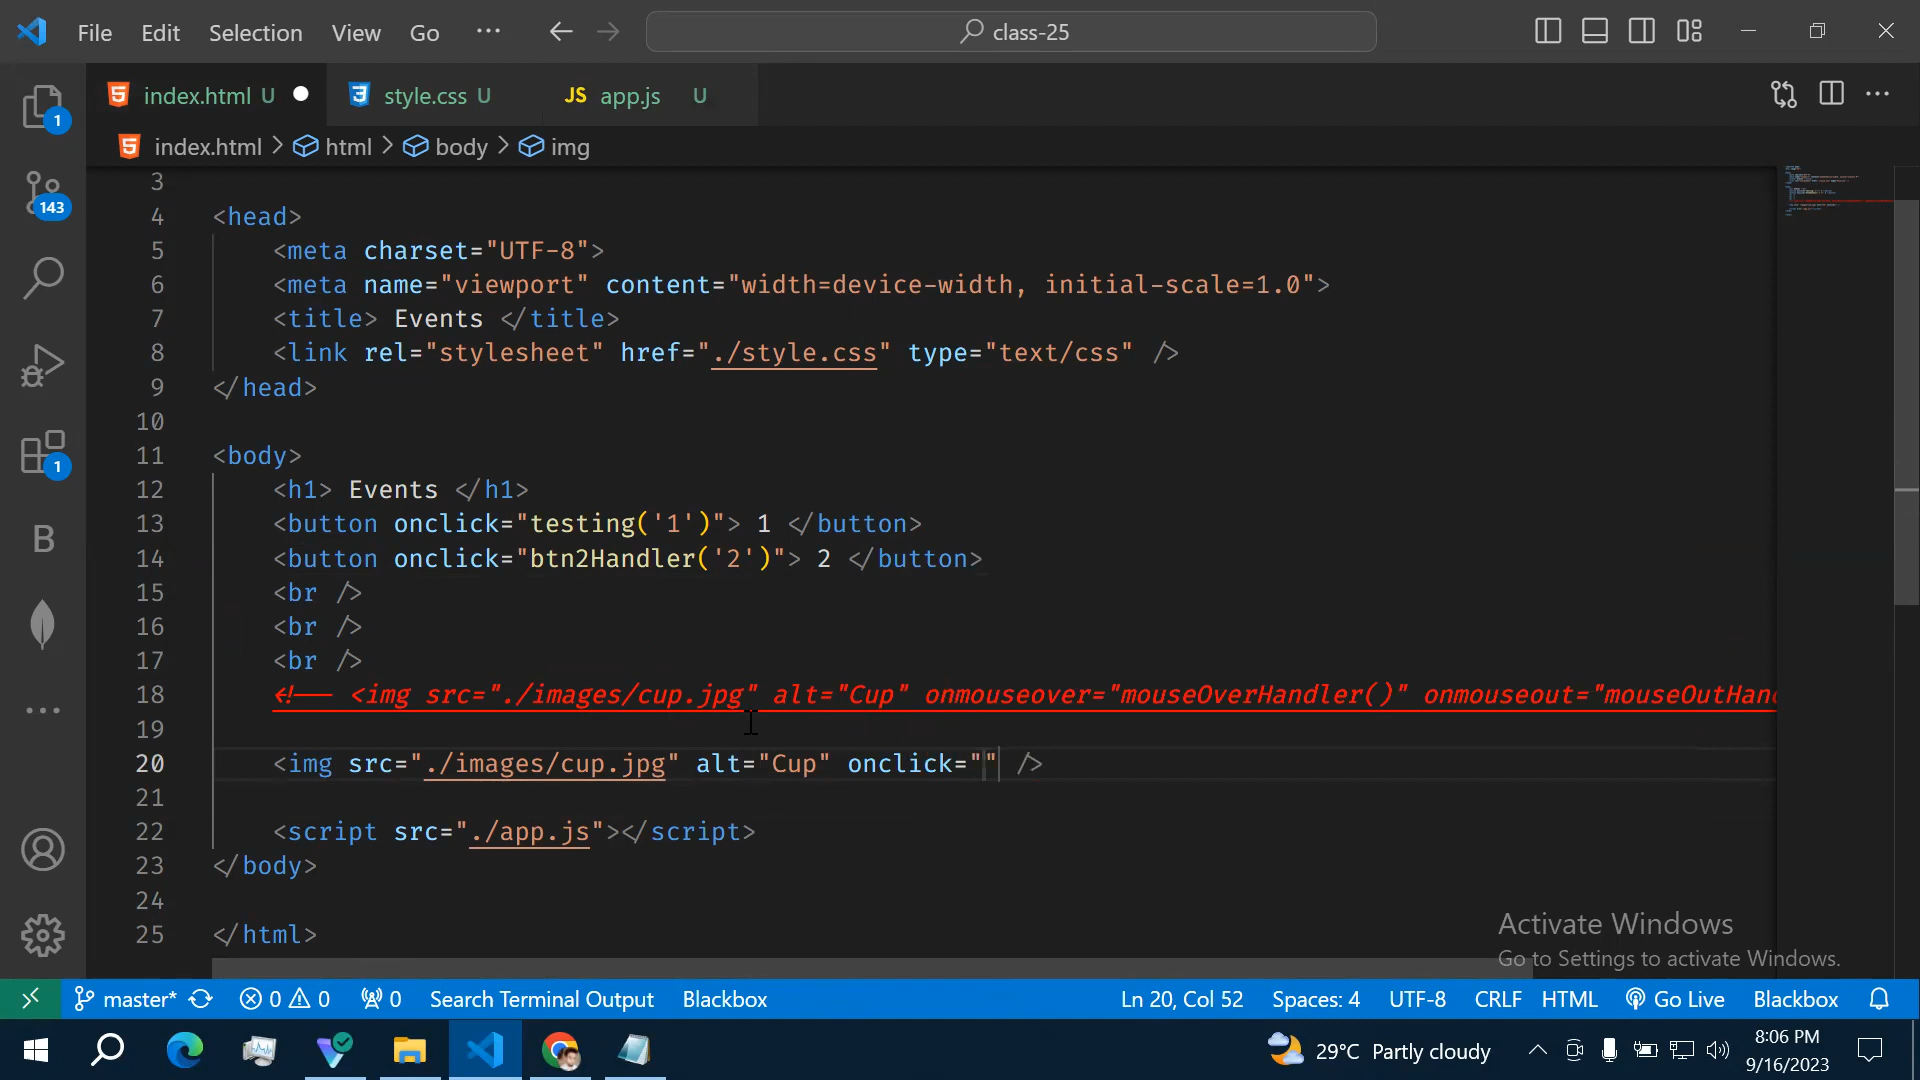 File Edit Selection View Go ··· class-25
index.html U style.css U JS app.js U
index.html > html > body > img
1
143
1
B
3
4 <head>
5 <meta charset="UTF-8">
6 <meta name="viewport" content="width=device-width, initial-scale=1.0">
7 <title> Events </title>
8 <link rel="stylesheet" href="./style.css" type="text/css" />
9 </head>
10
11 <body>
12 <h1> Events </h1>
13 <button onclick="testing('1')"> 1 </button>
14 <button onclick="btn2Handler('2')"> 2 </button>
15 <br />
16 <br />
17 <br />
18 <!-- <img src="./images/cup.jpg" alt="Cup" onmouseover="mouseOverHandler()" onmouseout="mouseOutHand
19
20 <img src="./images/cup.jpg" alt="Cup" onclick="" />
21
22 <script src="./app.js"></script>
23 </body>
24
25 </html>
Activate Windows
Go to Settings to activate Windows.
master* 0 0 0 Search Terminal Output Blackbox Ln 20, Col 52 Spaces: 4 UTF-8 CRLF HTML Go Live Blackbox
29°C Partly cloudy 8:06 PM
9/16/2023